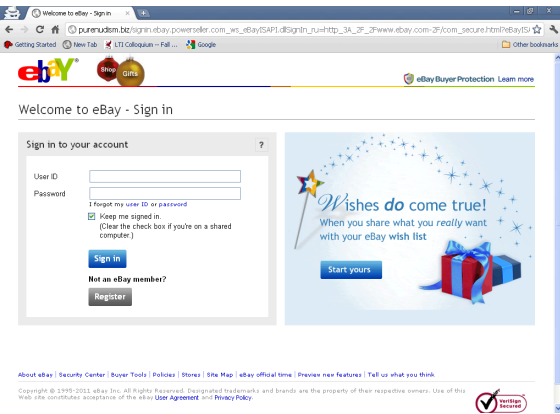 Welcome to eBay - Sign in
purenudism.biz/signin.ebay.powerseller.com_ws_eBayISAPI.dllSignIn_ru=http_3A_2F_2Fwww.ebay.com-2F/com_secure.html?eBayISA
Getting Started New Tab LTI Colloquium -- Fall ... Google Other bookmarks
ebY Shop Gifts
eBay Buyer Protection Learn more
Welcome to eBay - Sign in
Sign in to your account ?
User ID
Password
I forgot my user ID or password
Keep me signed in.
(Clear the check box if you're on a shared
computer.)
Sign in
Not an eBay member?
Register
Wishes do come true!
When you share what you really want
with your eBay wish list
Start yours
About eBay | Security Center | Buyer Tools | Policies | Stores | Site Map | eBay official time | Preview new features | Tell us what you think
Copyright © 1995-2011 eBay Inc. All Rights Reserved. Designated trademarks and brands are the property of their respective owners. Use of this
Web site constitutes acceptance of the eBay User Agreement and Privacy Policy.
VeriSign
Secured